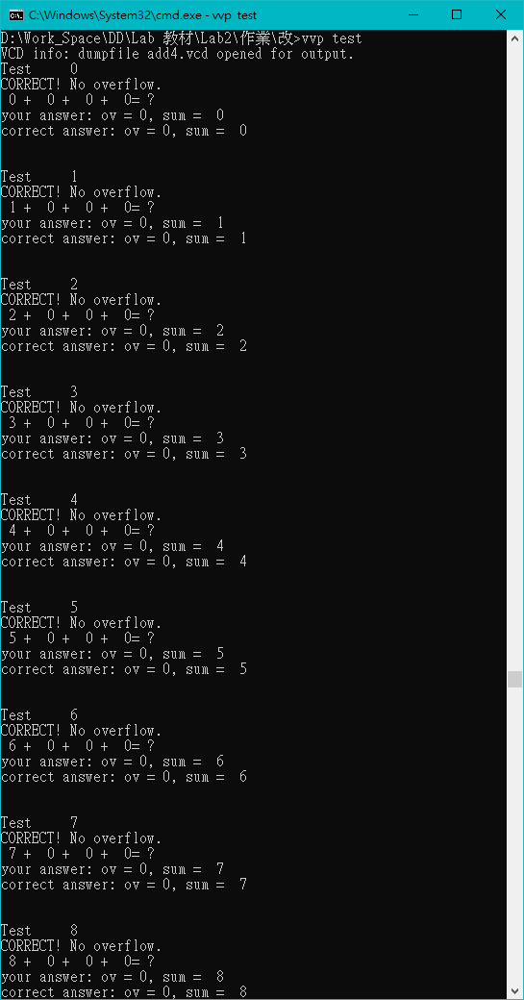 C:\Windows\System32\cmd.exe - vvp  test
D:\Work_Space\DD\Lab 教材\Lab2\作業\改>vvp test
VCD info: dumpfile add4.vcd opened for output.
Test     0
CORRECT! No overflow.
 0 +  0 +  0 +  0= ?
your answer: ov = 0, sum =  0
correct answer: ov = 0, sum =  0
Test     1
CORRECT! No overflow.
 1 +  0 +  0 +  0= ?
your answer: ov = 0, sum =  1
correct answer: ov = 0, sum =  1
Test     2
CORRECT! No overflow.
 2 +  0 +  0 +  0= ?
your answer: ov = 0, sum =  2
correct answer: ov = 0, sum =  2
Test     3
CORRECT! No overflow.
 3 +  0 +  0 +  0= ?
your answer: ov = 0, sum =  3
correct answer: ov = 0, sum =  3
Test     4
CORRECT! No overflow.
 4 +  0 +  0 +  0= ?
your answer: ov = 0, sum =  4
correct answer: ov = 0, sum =  4
Test     5
CORRECT! No overflow.
 5 +  0 +  0 +  0= ?
your answer: ov = 0, sum =  5
correct answer: ov = 0, sum =  5
Test     6
CORRECT! No overflow.
 6 +  0 +  0 +  0= ?
your answer: ov = 0, sum =  6
correct answer: ov = 0, sum =  6
Test     7
CORRECT! No overflow.
 7 +  0 +  0 +  0= ?
your answer: ov = 0, sum =  7
correct answer: ov = 0, sum =  7
Test     8
CORRECT! No overflow.
 8 +  0 +  0 +  0= ?
your answer: ov = 0, sum =  8
correct answer: ov = 0, sum =  8